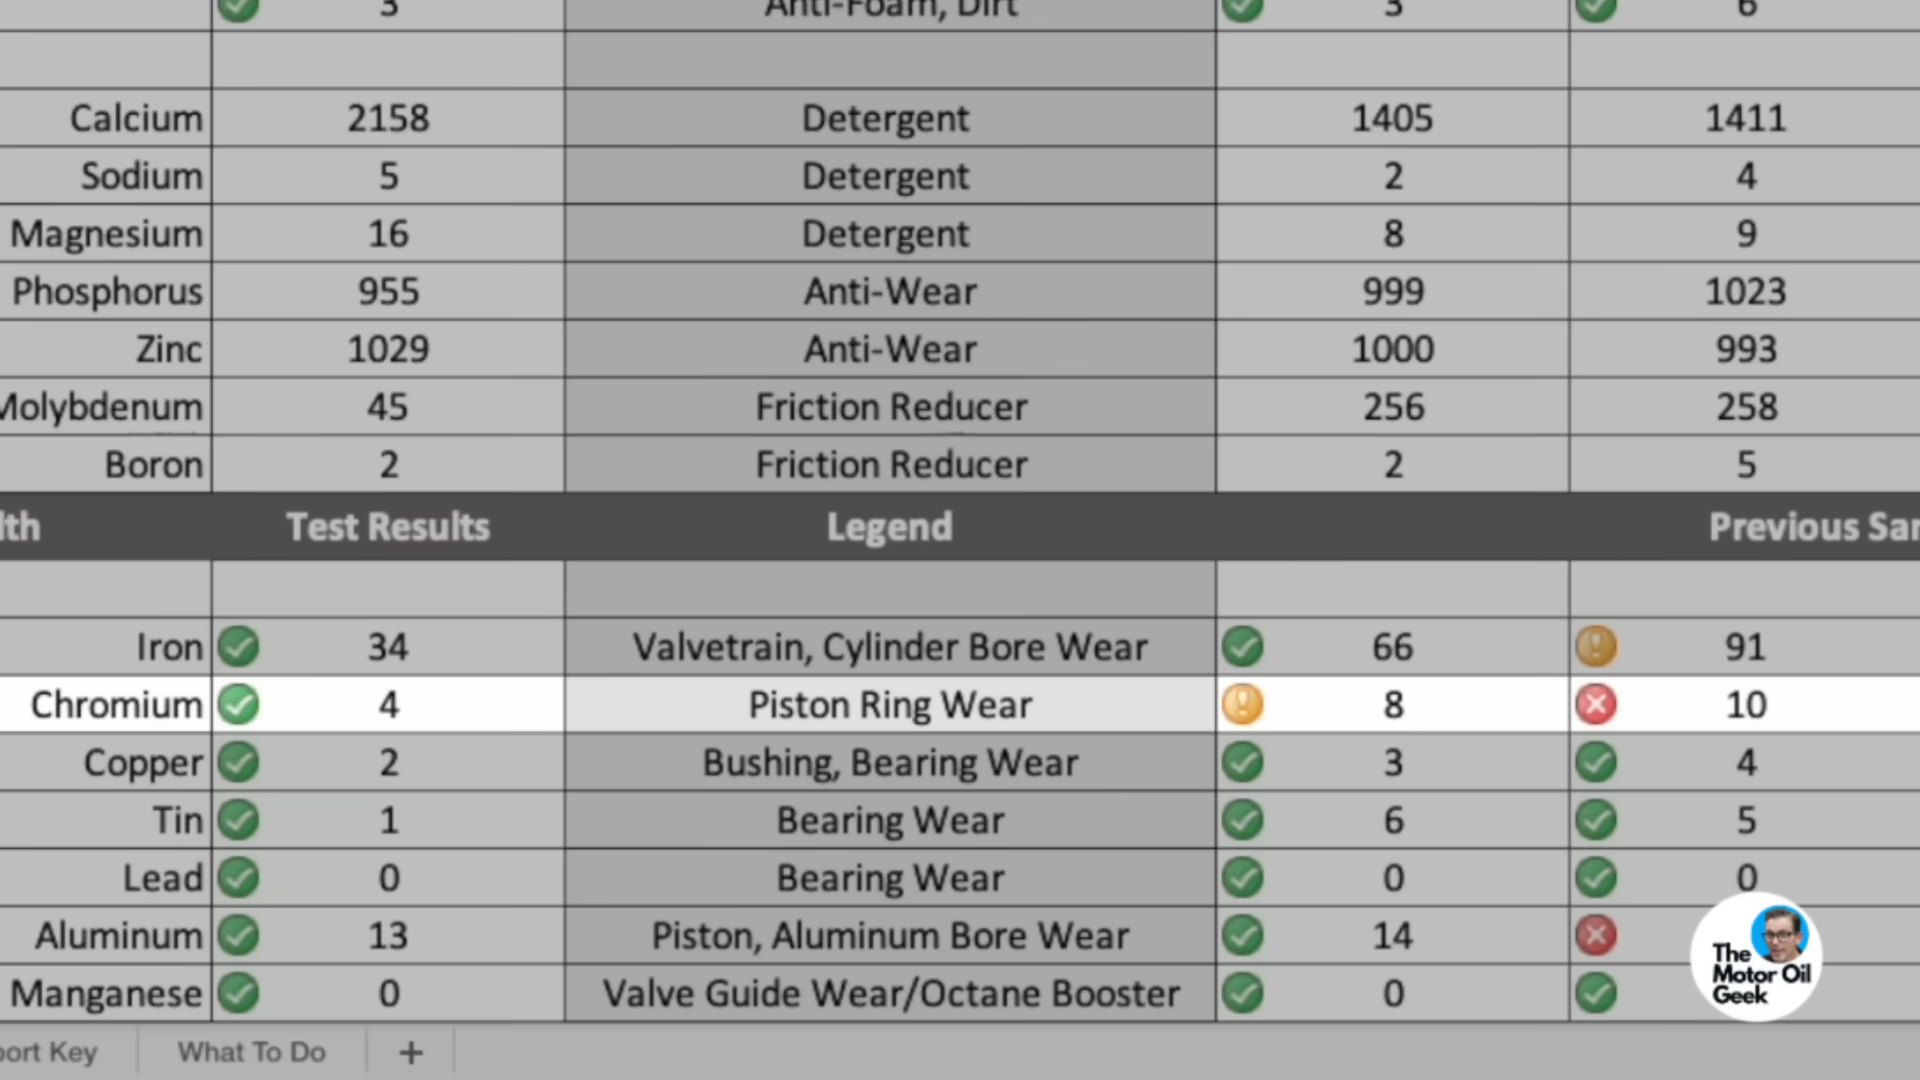 3 Anti-Foam, Dirt 3 6
Calcium 2158 Detergent 1405 1411
Sodium 5 Detergent 2 4
Magnesium 16 Detergent 8 9
Phosphorus 955 Anti-Wear 999 1023
Zinc 1029 Anti-Wear 1000 993
Molybdenum 45 Friction Reducer 256 258
Boron 2 Friction Reducer 2 5
lth Test Results Legend Previous Sar
Iron 34 Valvetrain, Cylinder Bore Wear 66 91
Chromium 4 Piston Ring Wear 8 10
Copper 2 Bushing, Bearing Wear 3 4
Tin 1 Bearing Wear 6 5
Lead 0 Bearing Wear 0 0
Aluminum 13 Piston, Aluminum Bore Wear 14
Manganese 0 Valve Guide Wear/Octane Booster 0
The
Motor Oil
Geek
port Key What To Do +